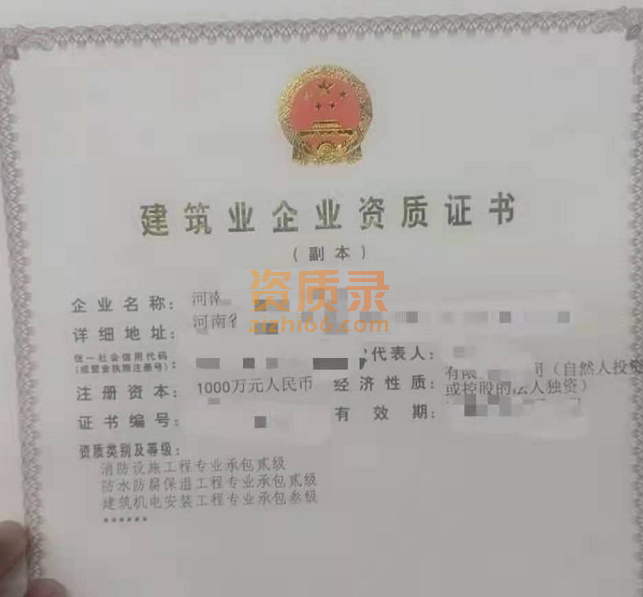 建筑业企业资质证书
（副本）
资质录
zizhi66.com
企业名称：河南
详细地址：河南省
统一社会信用代码
（或营业执照注册号）：
代表人：
注册资本：1000万元人民币
经济性质：有限 司（自然人投资
或控股的法人独资）
证书编号：
有效期：
资质类别及等级：
消防设施工程专业承包贰级
防水防腐保温工程专业承包贰级
建筑机电安装工程专业承包叁级
******